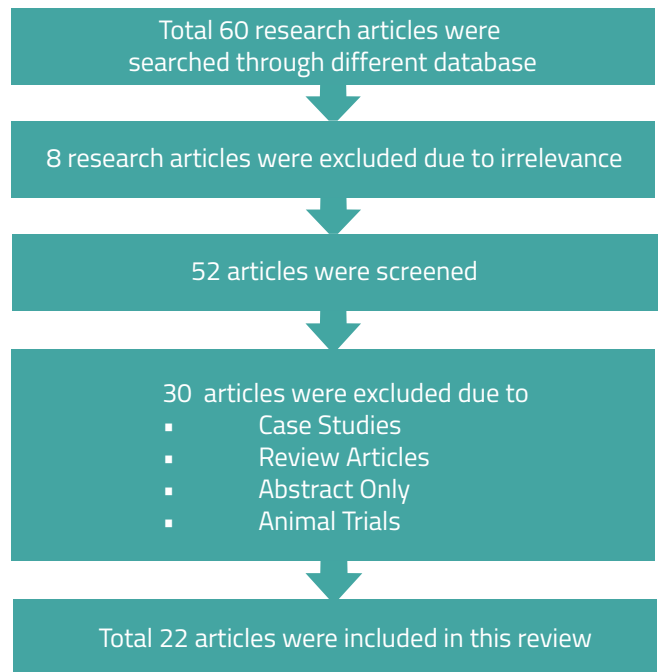 Total 60 research articles were
searched through different database
8 research articles were excluded due to irrelevance
52 articles were screened
30 articles were excluded due to
▪ Case Studies
▪ Review Articles
▪ Abstract Only
▪ Animal Trials
Total 22 articles were included in this review